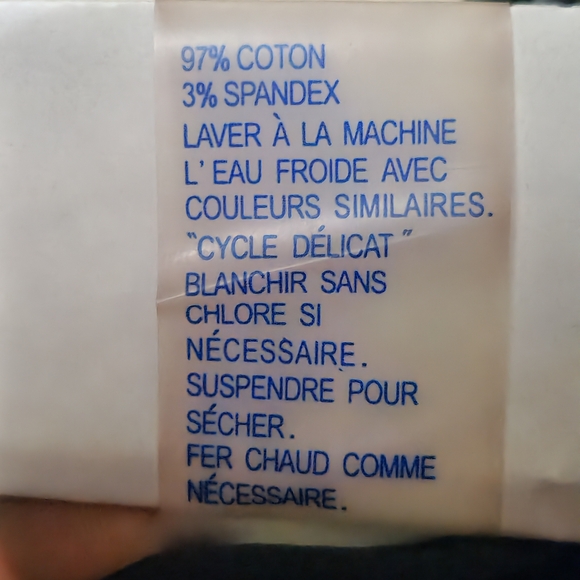 97% COTON
3% SPANDEX
LAVER À LA MACHINE
L'EAU FROIDE AVEC
COULEURS SIMILAIRES.
"CYCLE DÉLICAT"
BLANCHIR SANS
CHLORE SI
NÉCESSAIRE.
SUSPENDRE POUR
SÉCHER.
FER CHAUD COMME
NÉCESSAIRE.